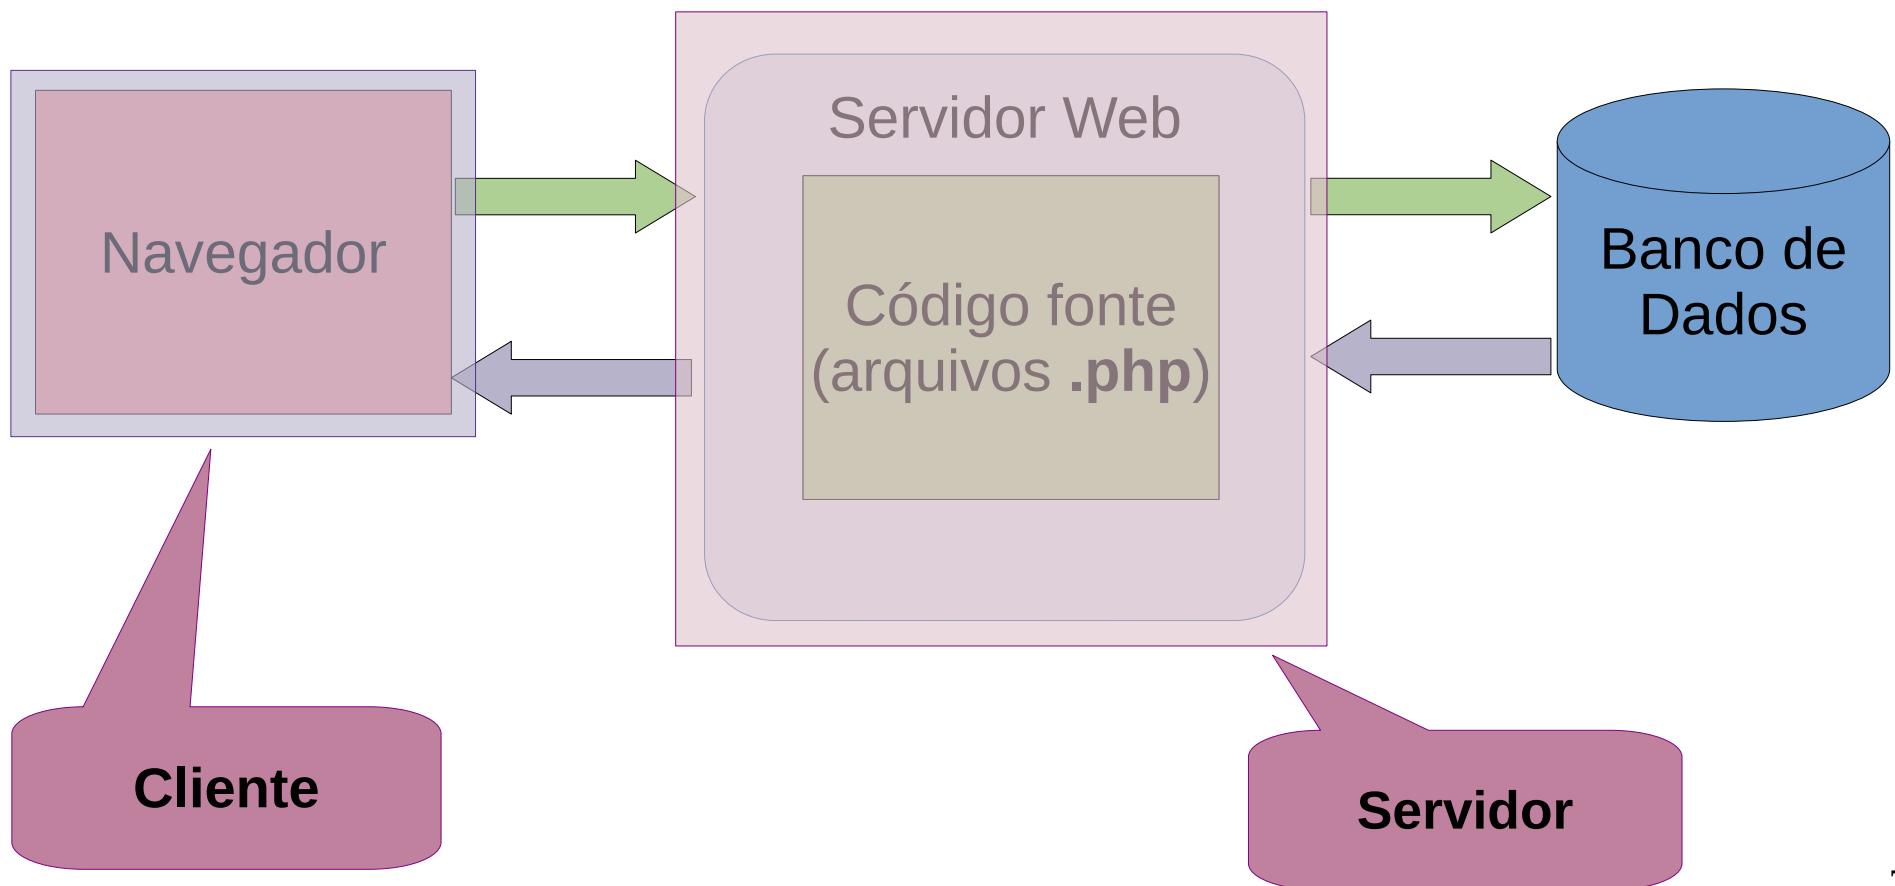 Servidor Web
Navegador
Código fonte
(arquivos .php)
Banco de
Dados
Cliente
Servidor